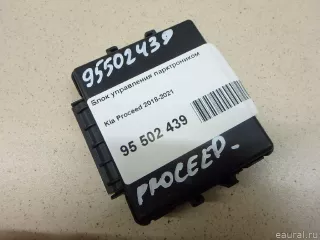 95502439
Блок управления парктроником
Kia Proceed 2018-2021
95 502 439
PROCEED
eaural.ru